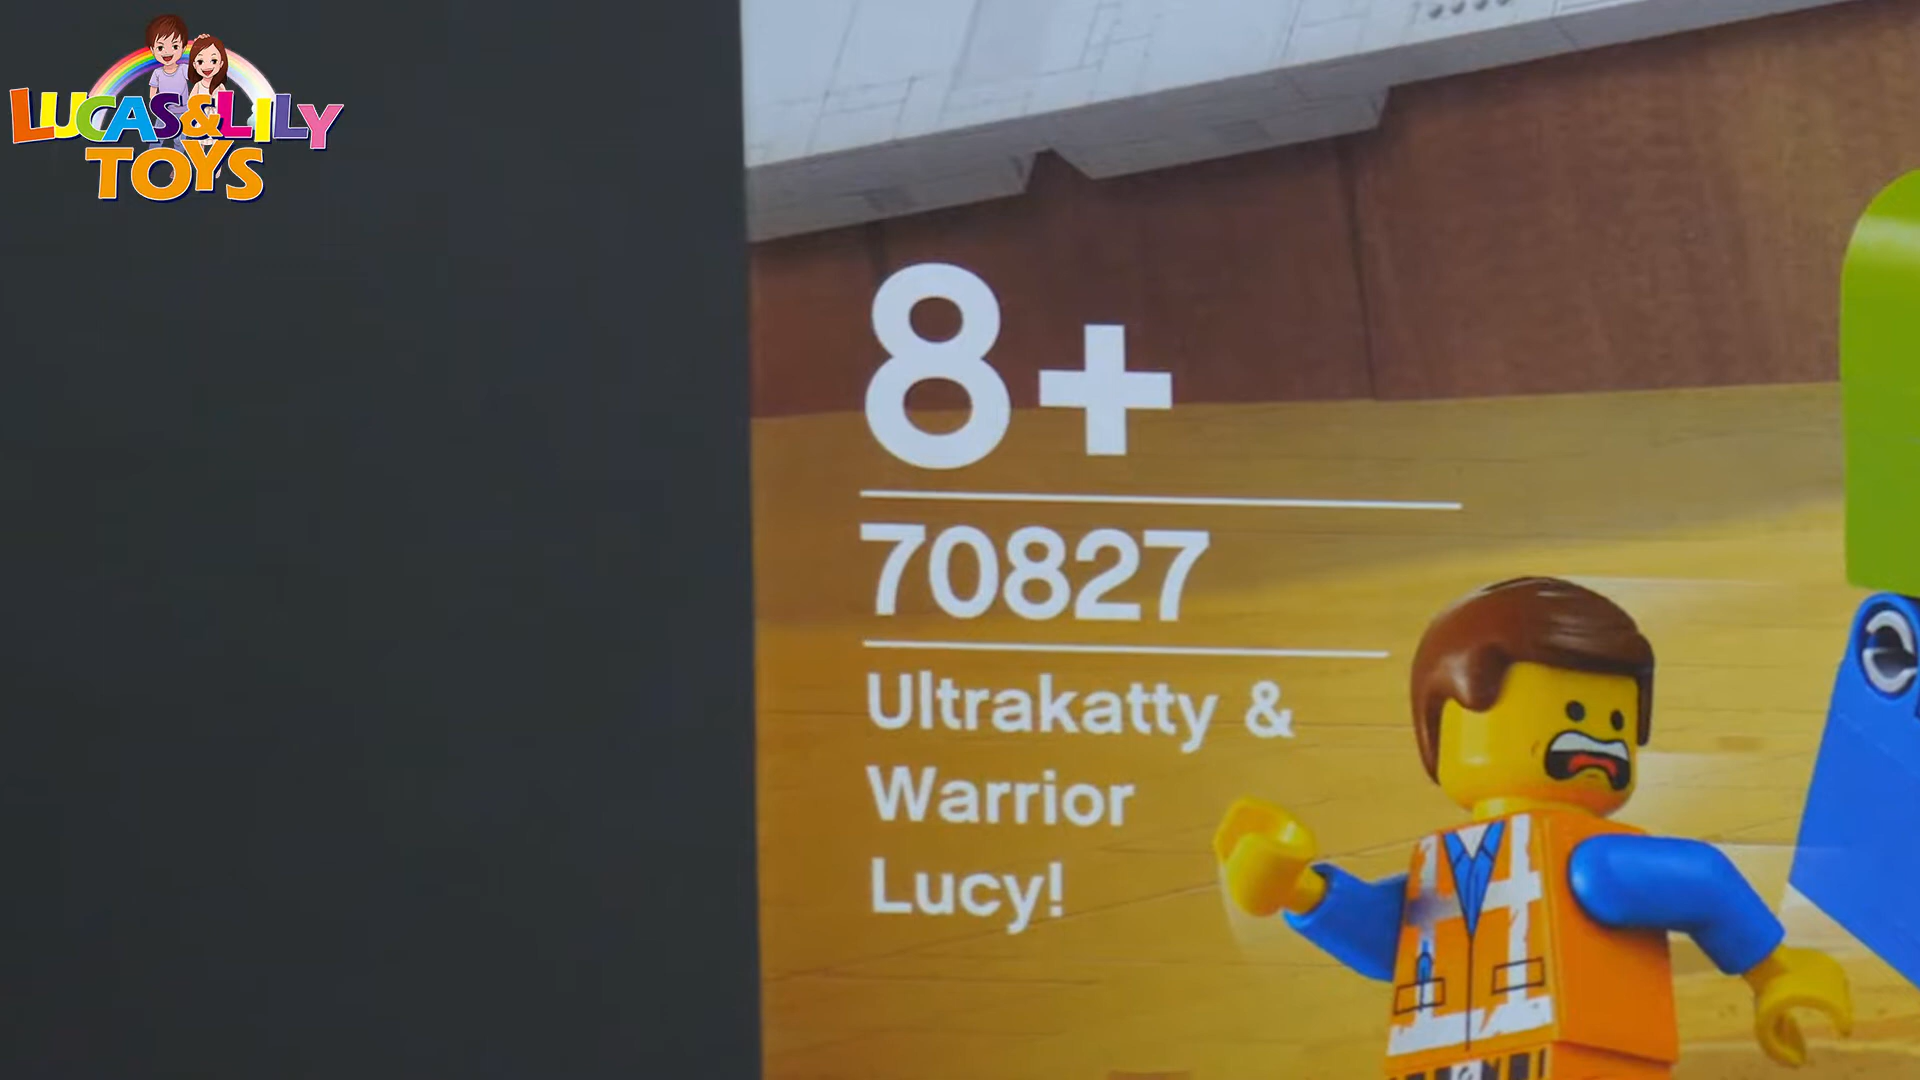 LUCAS&LILY
TOYS
8+
70827
Ultrakatty &
Warrior
Lucy!